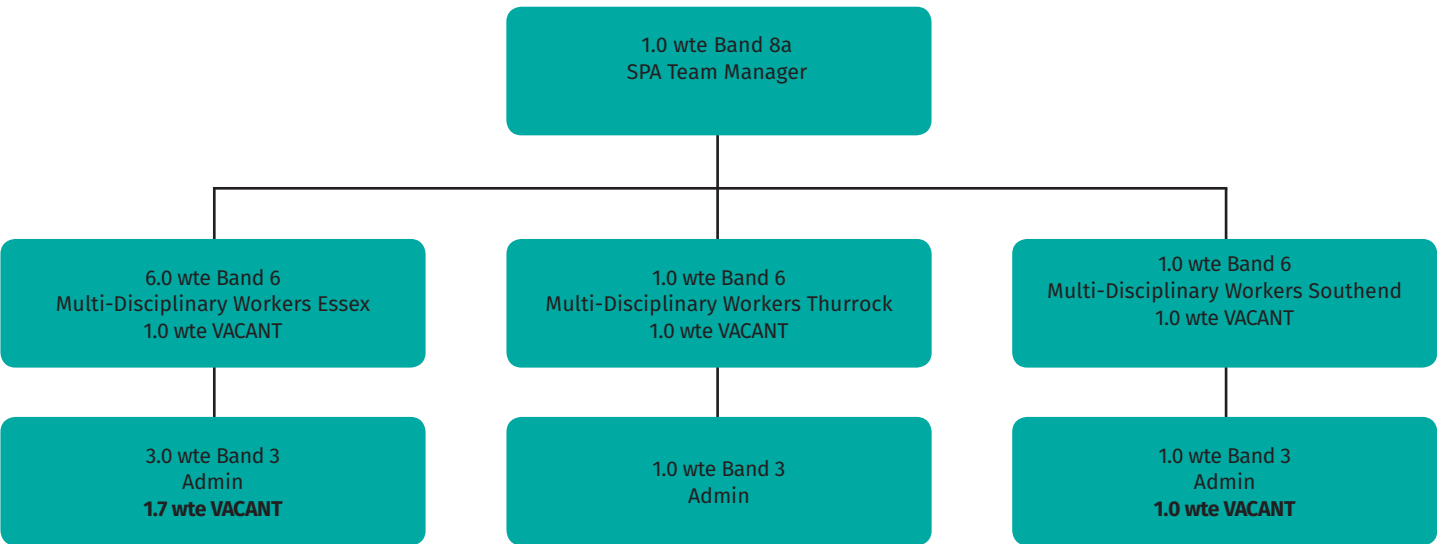 1.0 wte Band 8a
SPA Team Manager
6.0 wte Band 6
Multi-Disciplinary Workers Essex
1.0 wte VACANT
1.0 wte Band 6
Multi-Disciplinary Workers Thurrock
1.0 wte VACANT
1.0 wte Band 6
Multi-Disciplinary Workers Southend
1.0 wte VACANT
3.0 wte Band 3
Admin
1.7 wte VACANT
1.0 wte Band 3
Admin
1.0 wte Band 3
Admin
1.0 wte VACANT